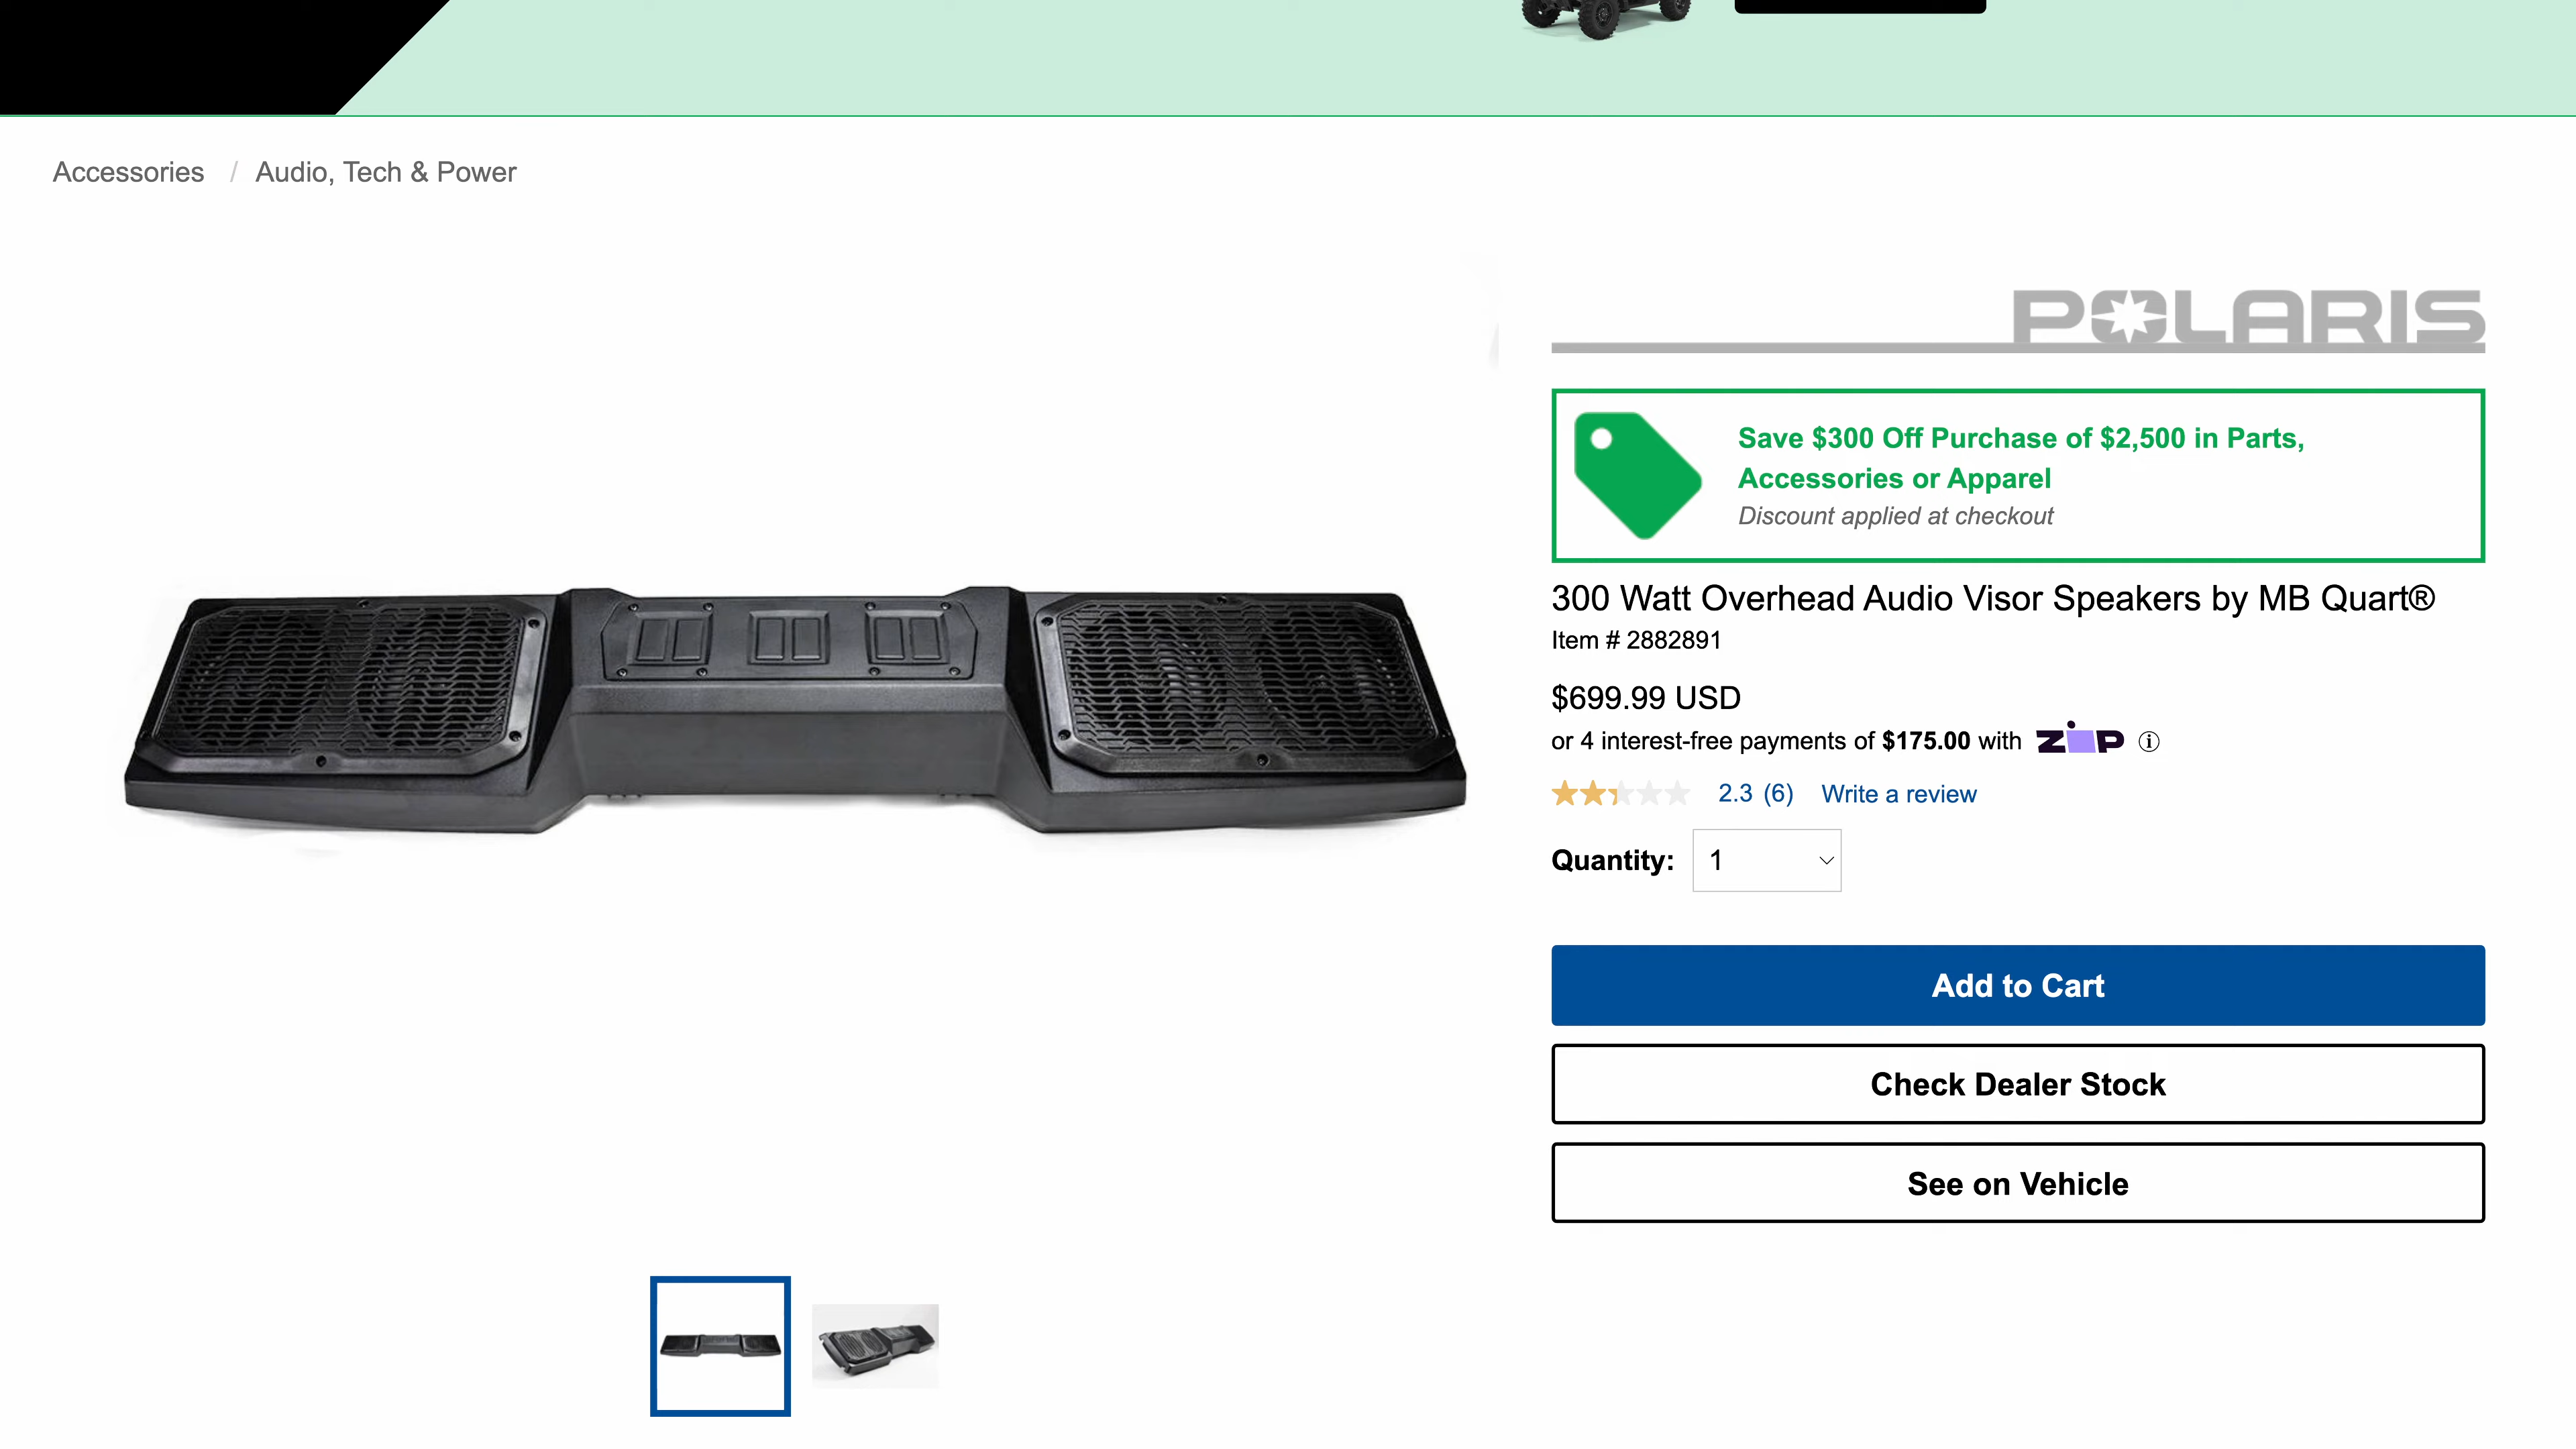 Accessories / Audio, Tech & Power
POLARIS
Save $300 Off Purchase of $2,500 in Parts,
Accessories or Apparel
Discount applied at checkout
300 Watt Overhead Audio Visor Speakers by MB Quart®
Item # 2882891
$699.99 USD
or 4 interest-free payments of $175.00 with ZIP
2.3 (6) Write a review
Quantity: 1
Add to Cart
Check Dealer Stock
See on Vehicle